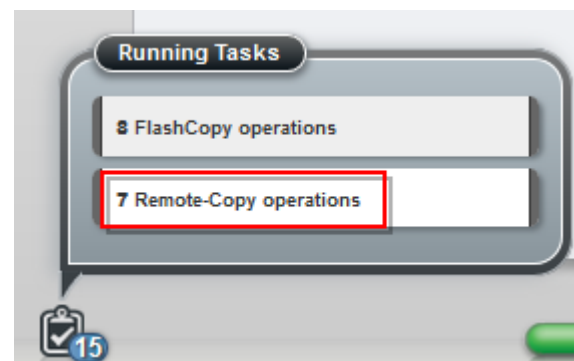 Running Tasks
8 FlashCopy operations
7 Remote-Copy operations
15